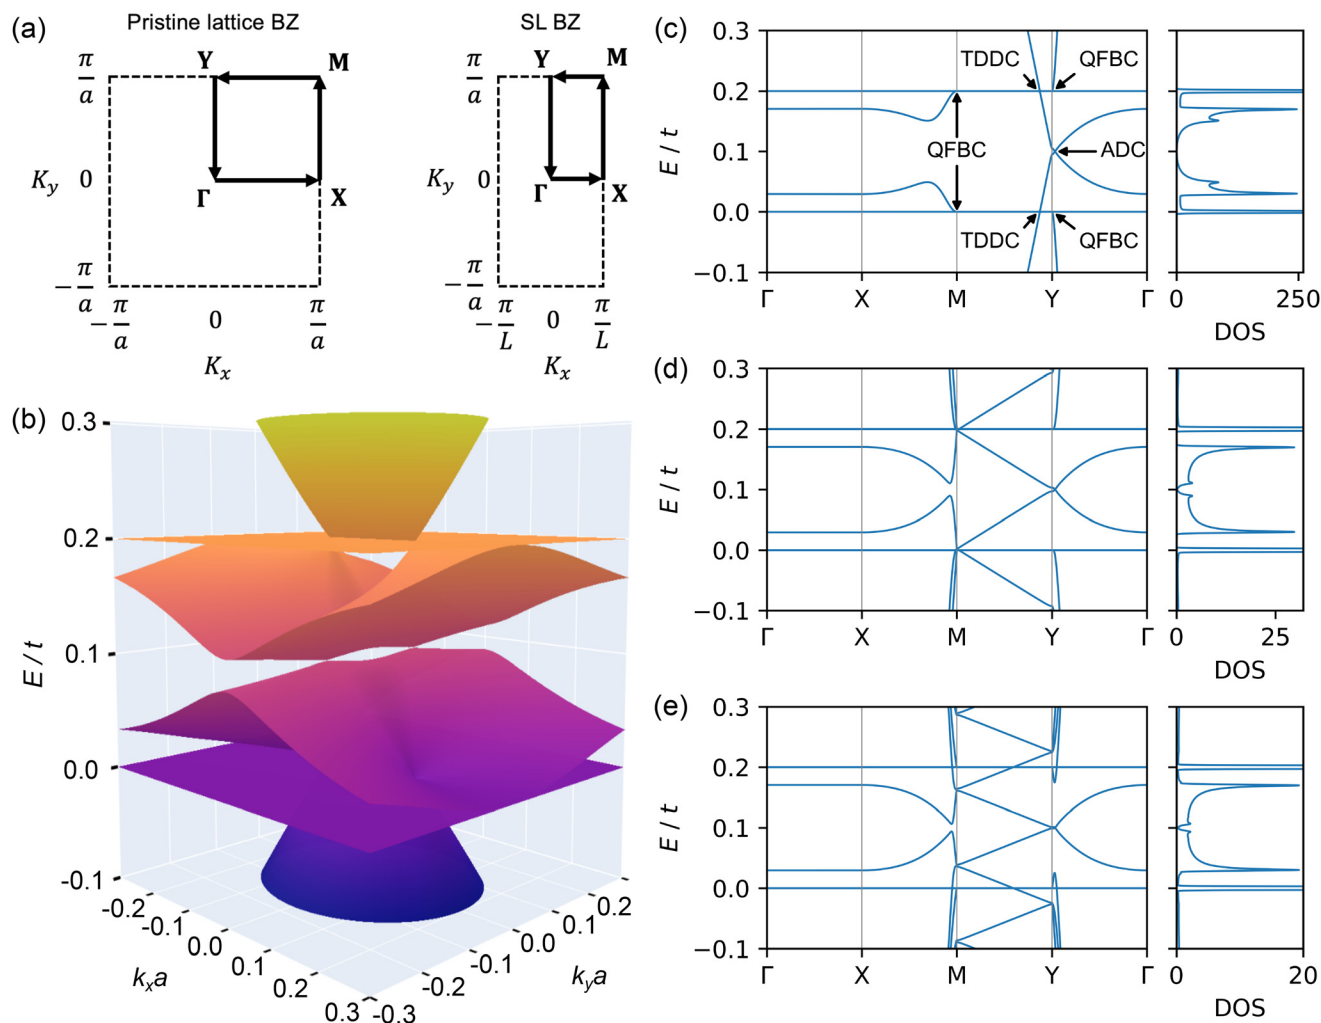 (a)
Pristine lattice BZ
SL BZ
π/a
Y
M
K_y
0
Γ
X
−π/a
−π/a
0
π/a
K_x
π/a
Y
M
K_y
0
Γ
X
−π/a
−π/L
0
π/L
K_x
(b)
0.3
0.2
0.1
0.0
-0.1
E / t
-0.2
-0.1
0.0
0.1
0.2
0.3
k_xa
-0.3
-0.2
-0.1
0.0
0.1
0.2
k_ya
(c)
0.3
0.2
0.1
0.0
−0.1
E / t
TDDC
QFBC
QFBC
ADC
TDDC
QFBC
Γ
X
M
Y
Γ
0
250
DOS
(d)
0.3
0.2
0.1
0.0
−0.1
E / t
Γ
X
M
Y
Γ
0
25
DOS
(e)
0.3
0.2
0.1
0.0
−0.1
E / t
Γ
X
M
Y
Γ
0
20
DOS